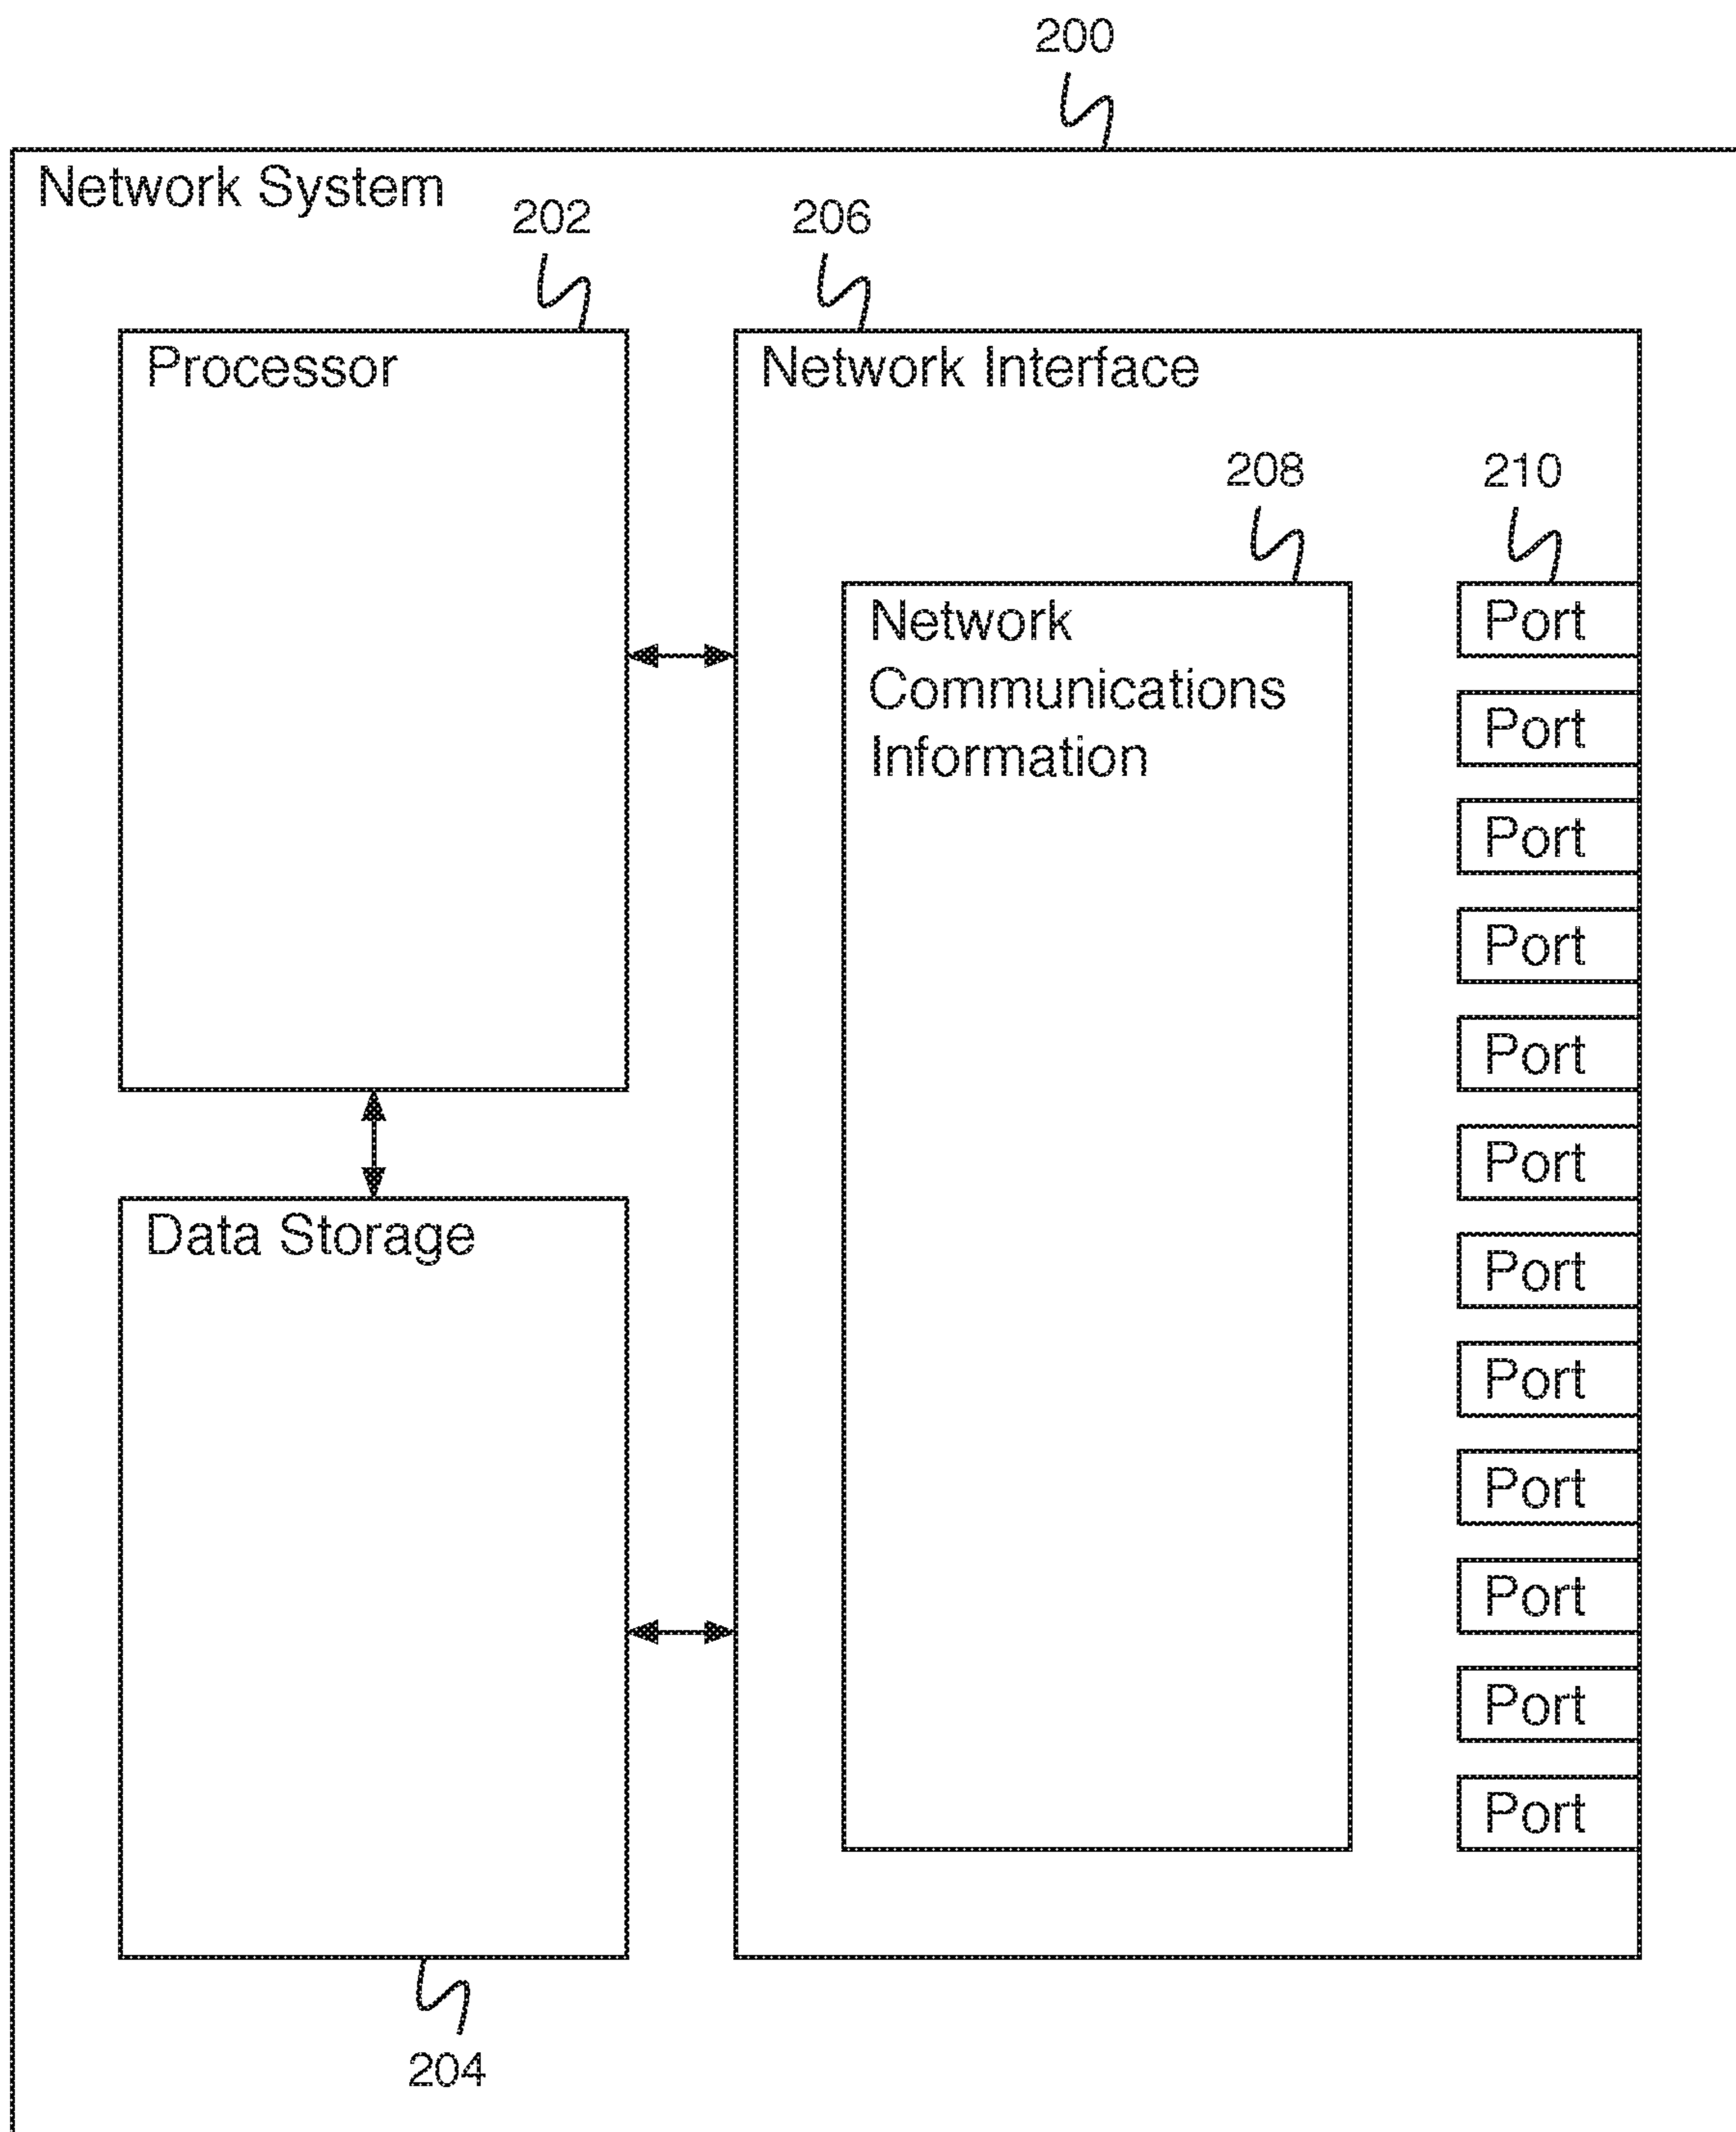 200
Network System
202
206
Processor
Network Interface
208
210
Network
Communications
Information
Port
Port
Port
Port
Port
Port
Port
Port
Port
Port
Port
Port
Data Storage
204